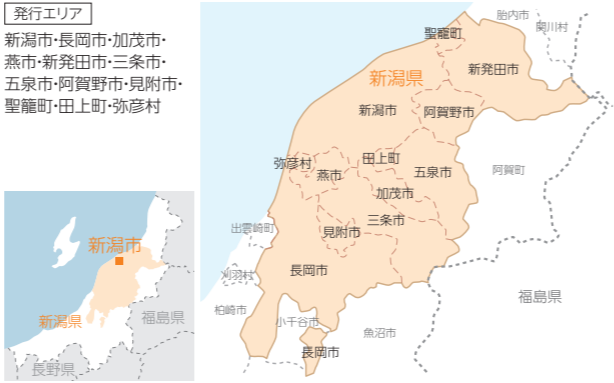 発行エリア
新潟市・長岡市・加茂市・
燕市・新発田市・三条市・
五泉市・阿賀野市・見附市・
聖籠町・田上町・弥彦村
胎内市
関川村
聖籠町
新発田市
新潟県
新潟市
阿賀野市
弥彦村
田上町
燕市
五泉市
阿賀町
加茂市
三条市
出雲崎町
見附市
刈羽村
長岡市
柏崎市
小千谷市
魚沼市
福島県
長岡市
新潟市
新潟県
福島県
長野県